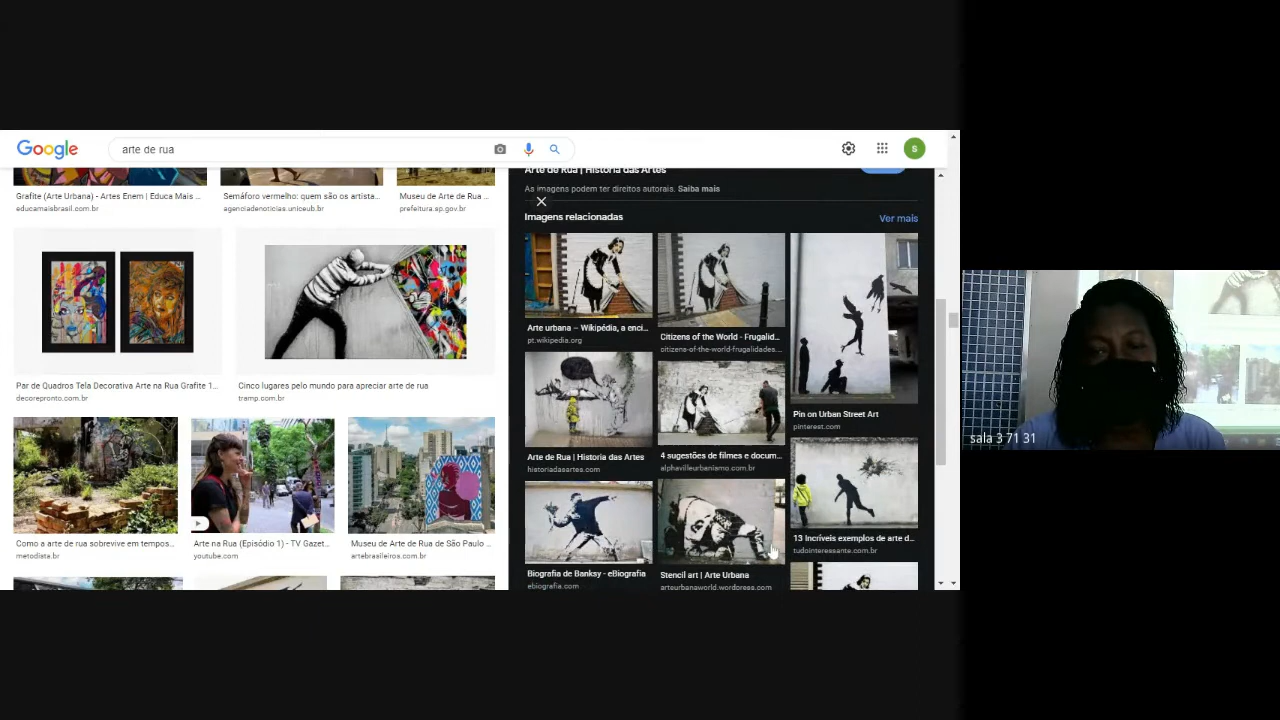 Google
arte de rua
S
Grafite (Arte Urbana) - Artes Enem | Educa Mais ...
educamaisbrasil.com.br
Semáforo vermelho: quem são os artista...
agenciadenoticias.uniceub.br
Museu de Arte de Rua ...
prefeitura.sp.gov.br
Par de Quadros Tela Decorativa Arte na Rua Grafite 1...
decorepronto.com.br
Cinco lugares pelo mundo para apreciar arte de rua
tramp.com.br
Como a arte de rua sobrevive em tempos...
metodista.br
Arte na Rua (Episódio 1) - TV Gazet...
youtube.com
Museu de Arte de Rua de São Paulo ...
artebrasileiros.com.br
Arte de Rua | História das Artes
As imagens podem ter direitos autorais. Saiba mais
Imagens relacionadas
Ver mais
Arte urbana – Wikipédia, a enci...
pt.wikipedia.org
Citizens of the World - Frugalid...
citizens-of-the-world-frugalidades...
Pin on Urban Street Art
pinterest.com
Arte de Rua | Historia das Artes
historiadasartes.com
4 sugestões de filmes e docum...
alphavilleurbanismo.com.br
13 Incríveis exemplos de arte d...
tudointeressante.com.br
Biografia de Banksy - eBiografia
ebiografia.com
Stencil art | Arte Urbana
arteurbanaworld.wordpress.com
sala 3 71 31